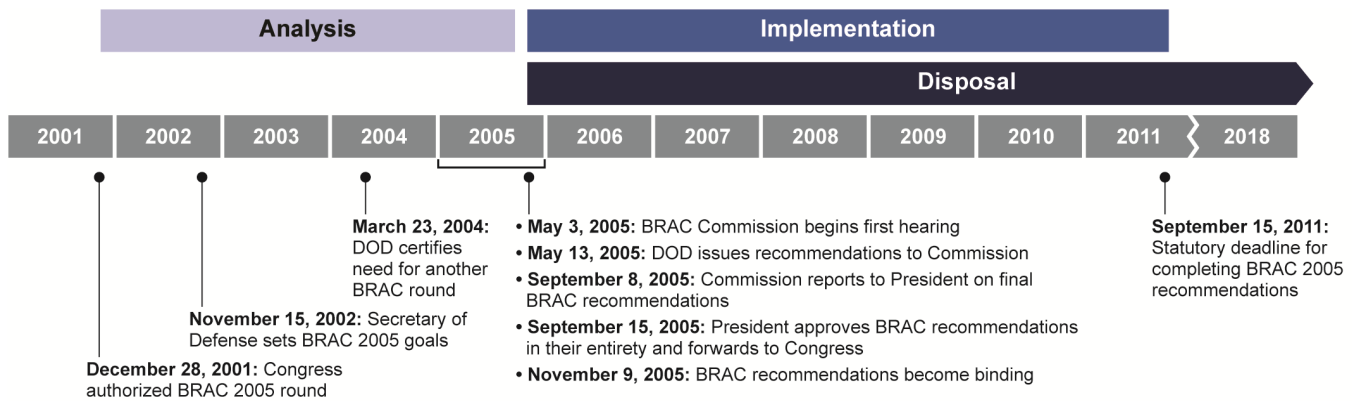 Analysis
Implementation
Disposal
2001 2002 2003 2004 2005 2006 2007 2008 2009 2010 2011 2018
March 23, 2004:
DOD certifies
need for another
BRAC round
November 15, 2002: Secretary of
Defense sets BRAC 2005 goals
December 28, 2001: Congress
authorized BRAC 2005 round
• May 3, 2005: BRAC Commission begins first hearing
• May 13, 2005: DOD issues recommendations to Commission
• September 8, 2005: Commission reports to President on final
BRAC recommendations
• September 15, 2005: President approves BRAC recommendations
in their entirety and forwards to Congress
• November 9, 2005: BRAC recommendations become binding
September 15, 2011:
Statutory deadline for
completing BRAC 2005
recommendations